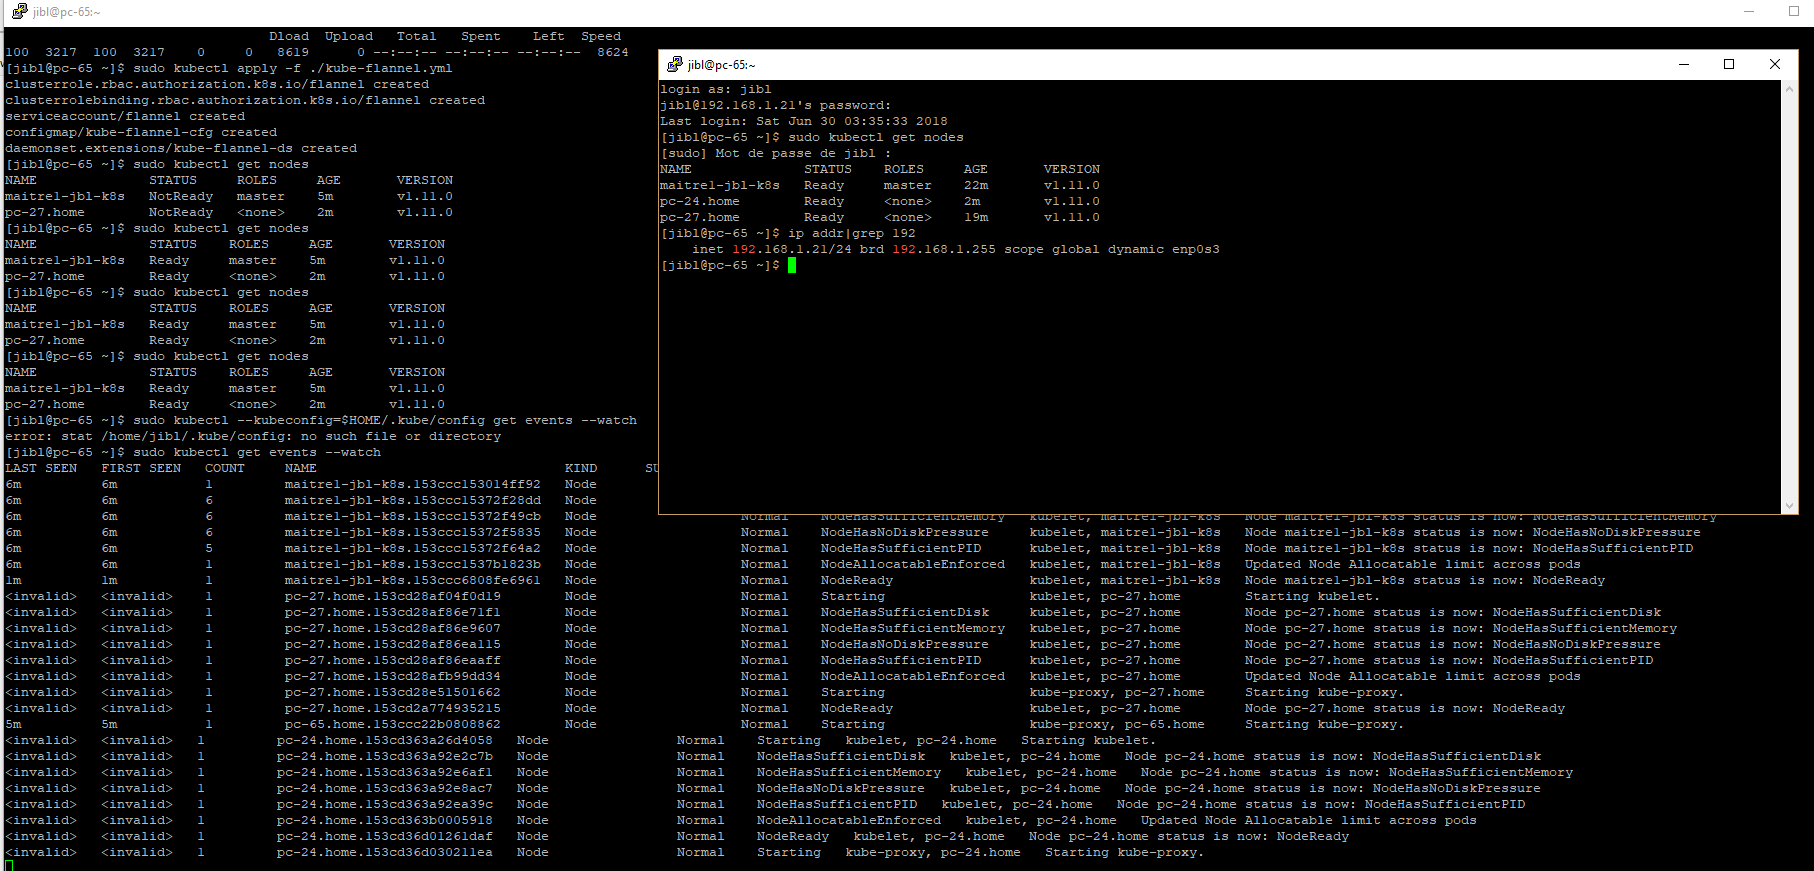 jibl@pc-65:~
Dload  Upload   Total   Spent    Left  Speed
100  3217  100  3217    0     0   8619      0 --:--:-- --:--:-- --:--:--  8624
[jibl@pc-65 ~]$ sudo kubectl apply -f ./kube-flannel.yml
clusterrole.rbac.authorization.k8s.io/flannel created
clusterrolebinding.rbac.authorization.k8s.io/flannel created
serviceaccount/flannel created
configmap/kube-flannel-cfg created
daemonset.extensions/kube-flannel-ds created
[jibl@pc-65 ~]$ sudo kubectl get nodes
NAME              STATUS     ROLES     AGE       VERSION
maitre1-jbl-k8s   NotReady   master    5m        v1.11.0
pc-27.home        NotReady   <none>    2m        v1.11.0
[jibl@pc-65 ~]$ sudo kubectl get nodes
NAME              STATUS    ROLES     AGE       VERSION
maitre1-jbl-k8s   Ready     master    5m        v1.11.0
pc-27.home        Ready     <none>    2m        v1.11.0
[jibl@pc-65 ~]$ sudo kubectl get nodes
NAME              STATUS    ROLES     AGE       VERSION
maitre1-jbl-k8s   Ready     master    5m        v1.11.0
pc-27.home        Ready     <none>    2m        v1.11.0
[jibl@pc-65 ~]$ sudo kubectl get nodes
NAME              STATUS    ROLES     AGE       VERSION
maitre1-jbl-k8s   Ready     master    5m        v1.11.0
pc-27.home        Ready     <none>    2m        v1.11.0
[jibl@pc-65 ~]$ sudo kubectl --kubeconfig=$HOME/.kube/config get events --watch
error: stat /home/jibl/.kube/config: no such file or directory
[jibl@pc-65 ~]$ sudo kubectl get events --watch
LAST SEEN   FIRST SEEN   COUNT     NAME                               KIND      SU
6m          6m           1         maitre1-jbl-k8s.153ccc153014ff92   Node
6m          6m           6         maitre1-jbl-k8s.153ccc15372f28dd   Node
6m          6m           6         maitre1-jbl-k8s.153ccc15372f49cb   Node                Normal    NodeHasSufficientMemory   kubelet, maitre1-jbl-k8s   Node maitre1-jbl-k8s status is now: NodeHasSufficientMemory
6m          6m           6         maitre1-jbl-k8s.153ccc15372f5835   Node                Normal    NodeHasNoDiskPressure     kubelet, maitre1-jbl-k8s   Node maitre1-jbl-k8s status is now: NodeHasNoDiskPressure
6m          6m           5         maitre1-jbl-k8s.153ccc15372f64a2   Node                Normal    NodeHasSufficientPID      kubelet, maitre1-jbl-k8s   Node maitre1-jbl-k8s status is now: NodeHasSufficientPID
6m          6m           1         maitre1-jbl-k8s.153ccc1537b1823b   Node                Normal    NodeAllocatableEnforced   kubelet, maitre1-jbl-k8s   Updated Node Allocatable limit across pods
1m          1m           1         maitre1-jbl-k8s.153ccc6808fe6961   Node                Normal    NodeReady                 kubelet, maitre1-jbl-k8s   Node maitre1-jbl-k8s status is now: NodeReady
<invalid>   <invalid>    1         pc-27.home.153cd28af04f0d19        Node                Normal    Starting                  kubelet, pc-27.home        Starting kubelet.
<invalid>   <invalid>    1         pc-27.home.153cd28af86e71f1        Node                Normal    NodeHasSufficientDisk     kubelet, pc-27.home        Node pc-27.home status is now: NodeHasSufficientDisk
<invalid>   <invalid>    1         pc-27.home.153cd28af86e9607        Node                Normal    NodeHasSufficientMemory   kubelet, pc-27.home        Node pc-27.home status is now: NodeHasSufficientMemory
<invalid>   <invalid>    1         pc-27.home.153cd28af86ea115        Node                Normal    NodeHasNoDiskPressure     kubelet, pc-27.home        Node pc-27.home status is now: NodeHasNoDiskPressure
<invalid>   <invalid>    1         pc-27.home.153cd28af86eaaff        Node                Normal    NodeHasSufficientPID      kubelet, pc-27.home        Node pc-27.home status is now: NodeHasSufficientPID
<invalid>   <invalid>    1         pc-27.home.153cd28afb99dd34        Node                Normal    NodeAllocatableEnforced   kubelet, pc-27.home        Updated Node Allocatable limit across pods
<invalid>   <invalid>    1         pc-27.home.153cd28e51501662        Node                Normal    Starting                  kube-proxy, pc-27.home     Starting kube-proxy.
<invalid>   <invalid>    1         pc-27.home.153cd2a774935215        Node                Normal    NodeReady                 kubelet, pc-27.home        Node pc-27.home status is now: NodeReady
5m          5m           1         pc-65.home.153ccc22b0808862        Node                Normal    Starting                  kube-proxy, pc-65.home     Starting kube-proxy.
<invalid>   <invalid>   1         pc-24.home.153cd363a26d4058   Node                Normal    Starting   kubelet, pc-24.home   Starting kubelet.
<invalid>   <invalid>   1         pc-24.home.153cd363a92e2c7b   Node                Normal    NodeHasSufficientDisk   kubelet, pc-24.home   Node pc-24.home status is now: NodeHasSufficientDisk
<invalid>   <invalid>   1         pc-24.home.153cd363a92e6af1   Node                Normal    NodeHasSufficientMemory   kubelet, pc-24.home   Node pc-24.home status is now: NodeHasSufficientMemory
<invalid>   <invalid>   1         pc-24.home.153cd363a92e8ac7   Node                Normal    NodeHasNoDiskPressure   kubelet, pc-24.home   Node pc-24.home status is now: NodeHasNoDiskPressure
<invalid>   <invalid>   1         pc-24.home.153cd363a92ea39c   Node                Normal    NodeHasSufficientPID   kubelet, pc-24.home   Node pc-24.home status is now: NodeHasSufficientPID
<invalid>   <invalid>   1         pc-24.home.153cd363b0005918   Node                Normal    NodeAllocatableEnforced   kubelet, pc-24.home   Updated Node Allocatable limit across pods
<invalid>   <invalid>   1         pc-24.home.153cd36d01261daf   Node                Normal    NodeReady   kubelet, pc-24.home   Node pc-24.home status is now: NodeReady
<invalid>   <invalid>   1         pc-24.home.153cd36d030211ea   Node                Normal    Starting   kube-proxy, pc-24.home   Starting kube-proxy.
jibl@pc-65:~
login as: jibl
jibl@192.168.1.21's password:
Last login: Sat Jun 30 03:35:33 2018
[jibl@pc-65 ~]$ sudo kubectl get nodes
[sudo] Mot de passe de jibl :
NAME              STATUS    ROLES     AGE       VERSION
maitre1-jbl-k8s   Ready     master    22m       v1.11.0
pc-24.home        Ready     <none>    2m        v1.11.0
pc-27.home        Ready     <none>    19m       v1.11.0
[jibl@pc-65 ~]$ ip addr|grep 192
inet 192.168.1.21/24 brd 192.168.1.255 scope global dynamic enp0s3
[jibl@pc-65 ~]$